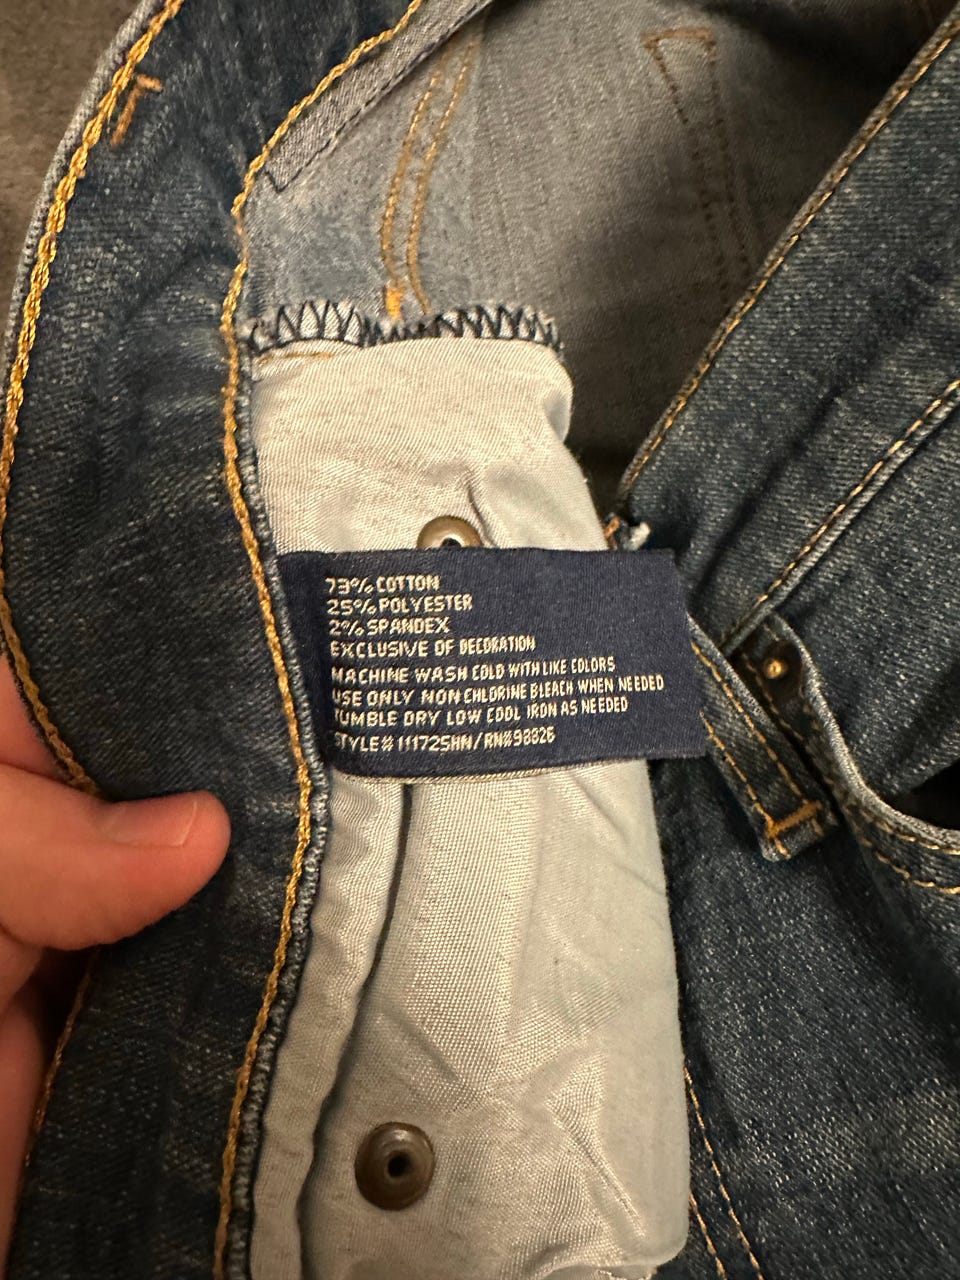 73% COTTON
25% POLYESTER
2% SPANDEX
EXCLUSIVE OF DECORATION
MACHINE WASH COLD WITH LIKE COLORS
USE ONLY NON CHLORINE BLEACH WHEN NEEDED
TUMBLE DRY LOW COOL IRON AS NEEDED
STYLE# 111725HN/RN#98826